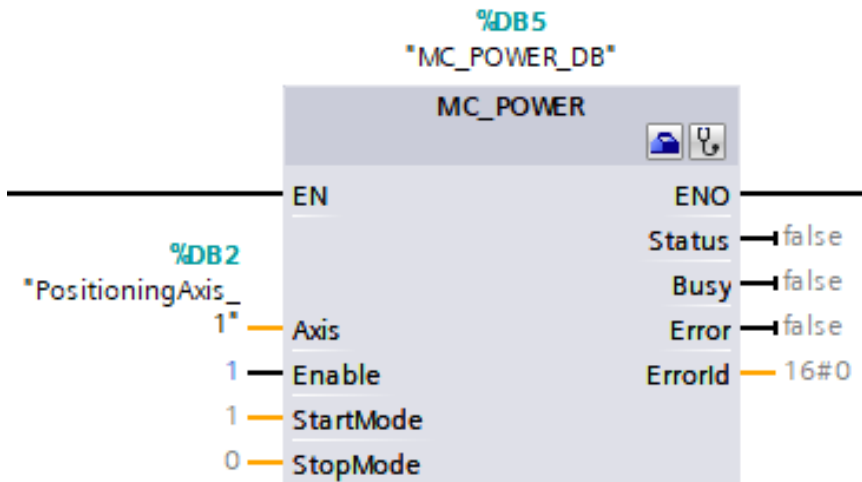 %DB5
"MC_POWER_DB"
MC_POWER
EN
ENO
Status
false
%DB2
Busy
false
"PositioningAxis_
1"
Axis
Error
false
1
Enable
ErrorId
16#0
1
StartMode
0
StopMode